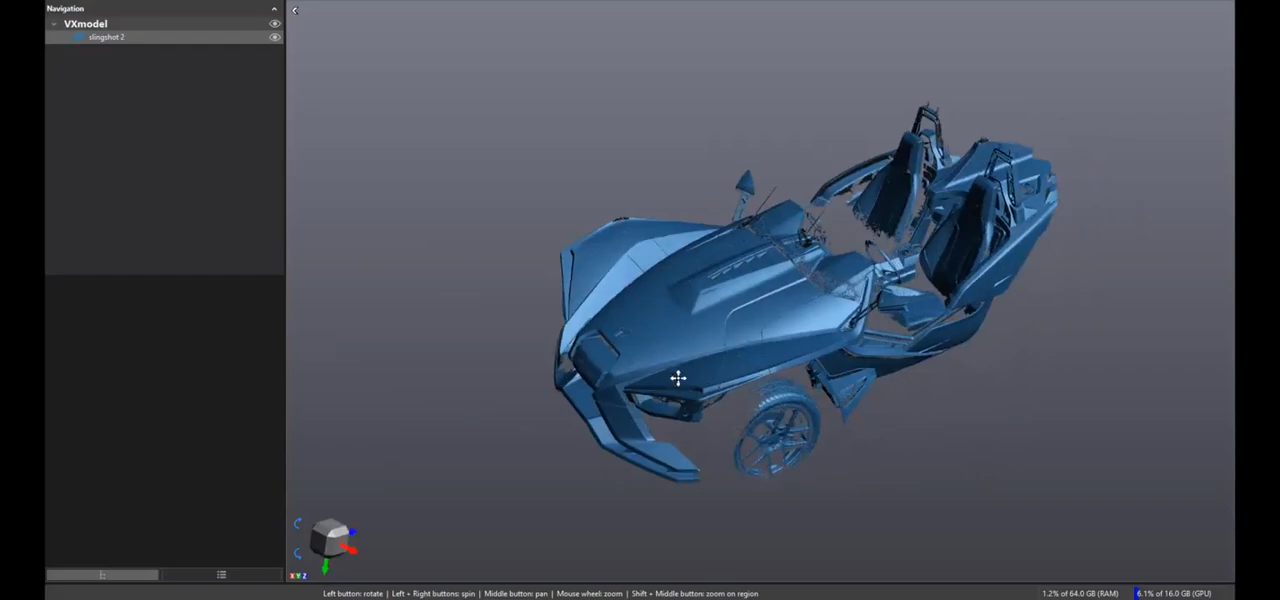 Navigation
VXmodel
slingshot 2
X Y Z
Left button: rotate | Left + Right buttons: spin | Middle button: pan | Mouse wheel: zoom | Shift + Middle button: zoom on region
1.2% of 64.0 GB (RAM)
6.1% of 16.0 GB (GPU)